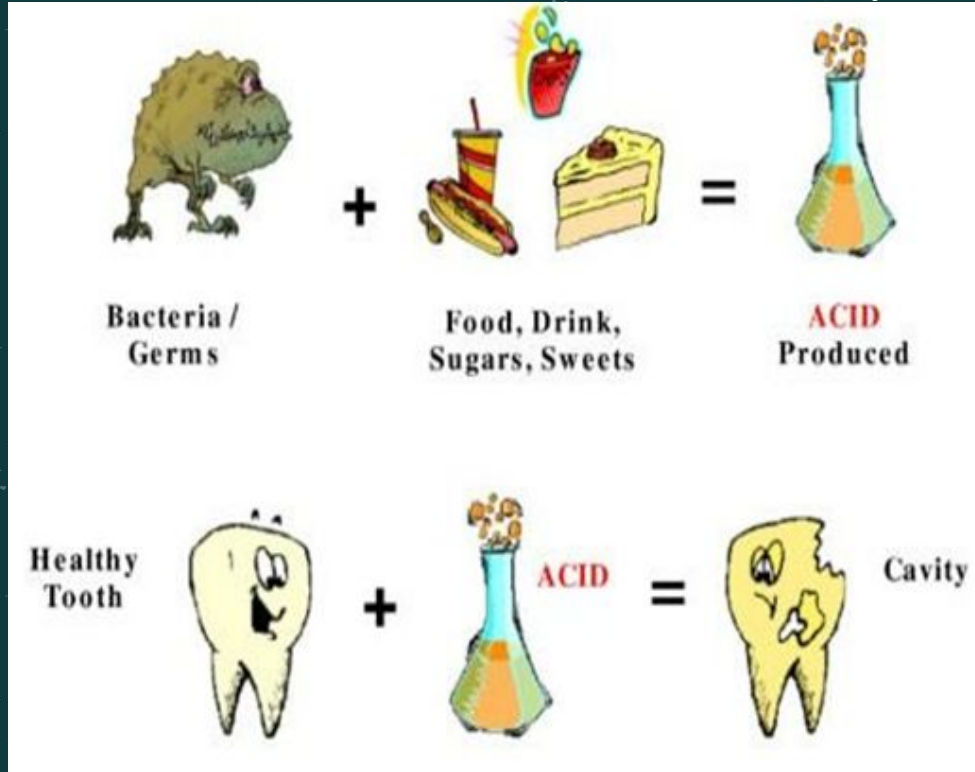 +
=
Bacteria /
Germs
Food, Drink,
Sugars, Sweets
ACID
Produced
Healthy
Tooth
+
ACID
=
Cavity